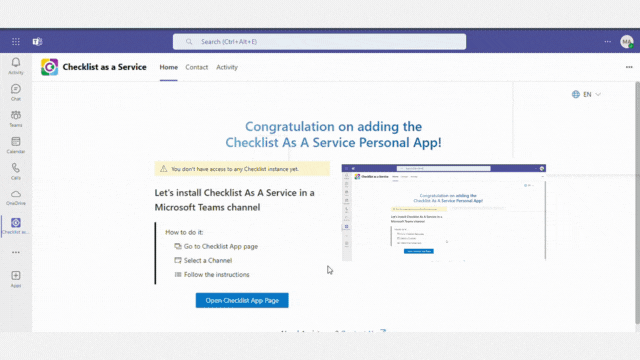 Search (Ctrl+Alt+E)
MA
Checklist as a Service
Home
Contact
Activity
Activity
Chat
Teams
Calendar
Calls
OneDrive
Checklist as...
Apps
EN
Congratulation on adding the
Checklist As A Service Personal App!
You don't have access to any Checklist instance yet.
Let's install Checklist As A Service in a
Microsoft Teams channel
How to do it:
Go to Checklist App page
Select a Channel
Follow the instructions
Open Checklist App Page
Checklist as a Service
Congratulation on adding the
Checklist As A Service Personal App!
Let's install Checklist As A Service in a
Microsoft Teams channel